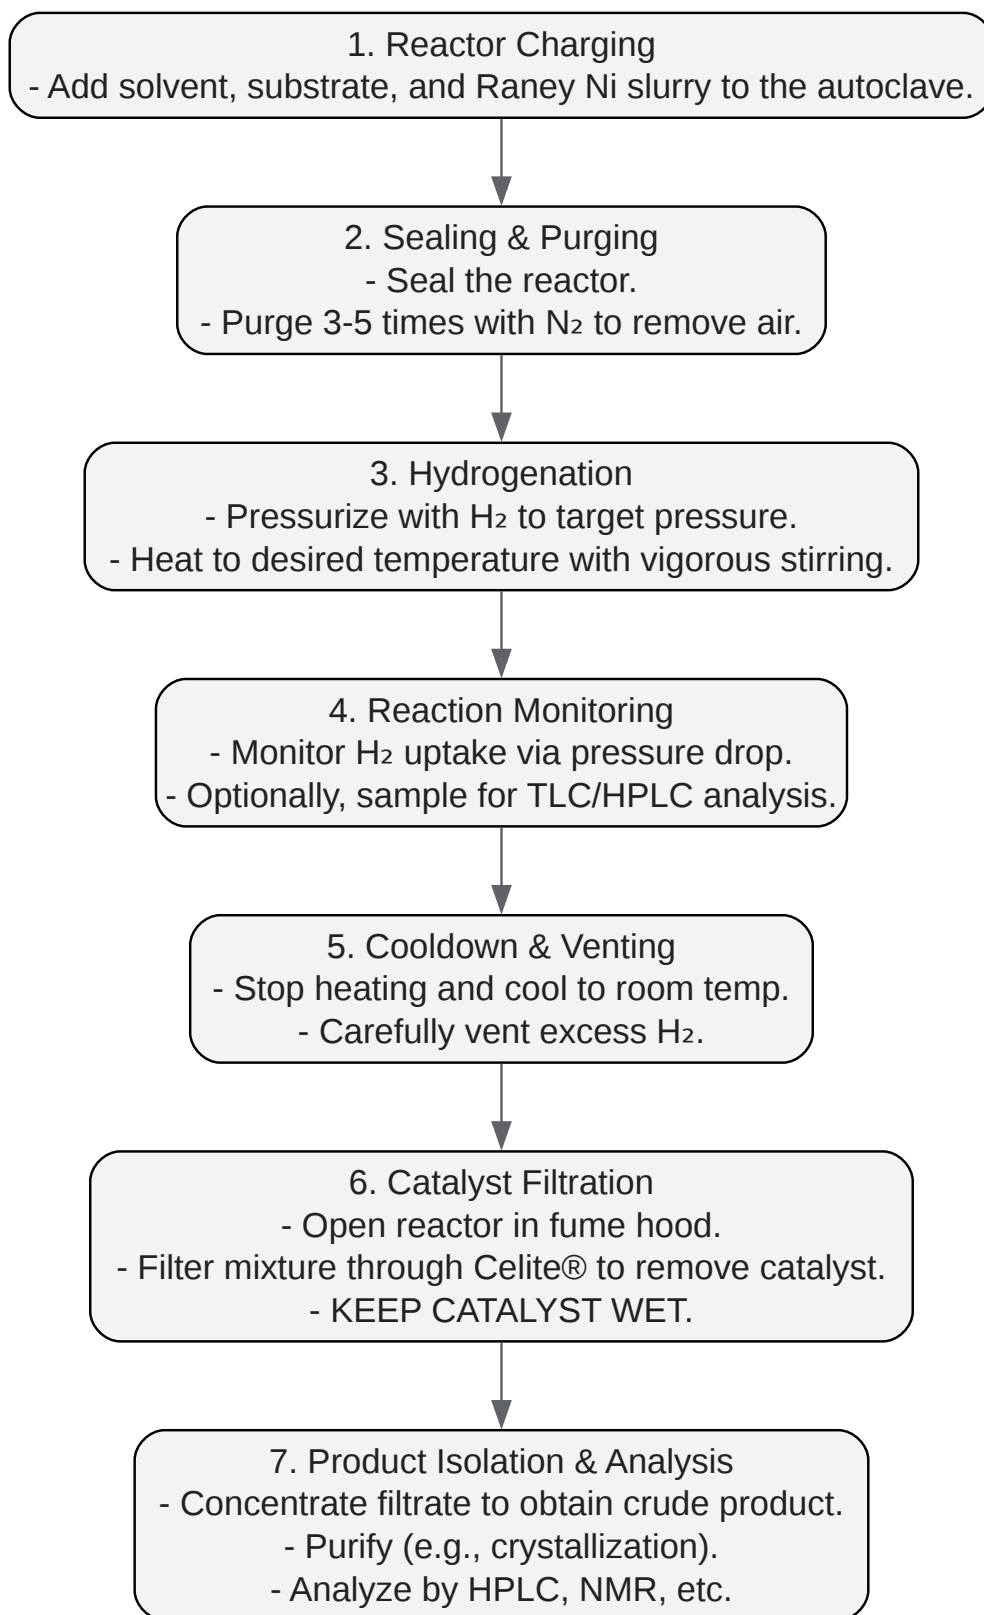 1. Reactor Charging
- Add solvent, substrate, and Raney Ni slurry to the autoclave.
2. Sealing & Purging
- Seal the reactor.
- Purge 3-5 times with N₂ to remove air.
3. Hydrogenation
- Pressurize with H₂ to target pressure.
- Heat to desired temperature with vigorous stirring.
4. Reaction Monitoring
- Monitor H₂ uptake via pressure drop.
- Optionally, sample for TLC/HPLC analysis.
5. Cooldown & Venting
- Stop heating and cool to room temp.
- Carefully vent excess H₂.
6. Catalyst Filtration
- Open reactor in fume hood.
- Filter mixture through Celite® to remove catalyst.
- KEEP CATALYST WET.
7. Product Isolation & Analysis
- Concentrate filtrate to obtain crude product.
- Purify (e.g., crystallization).
- Analyze by HPLC, NMR, etc.